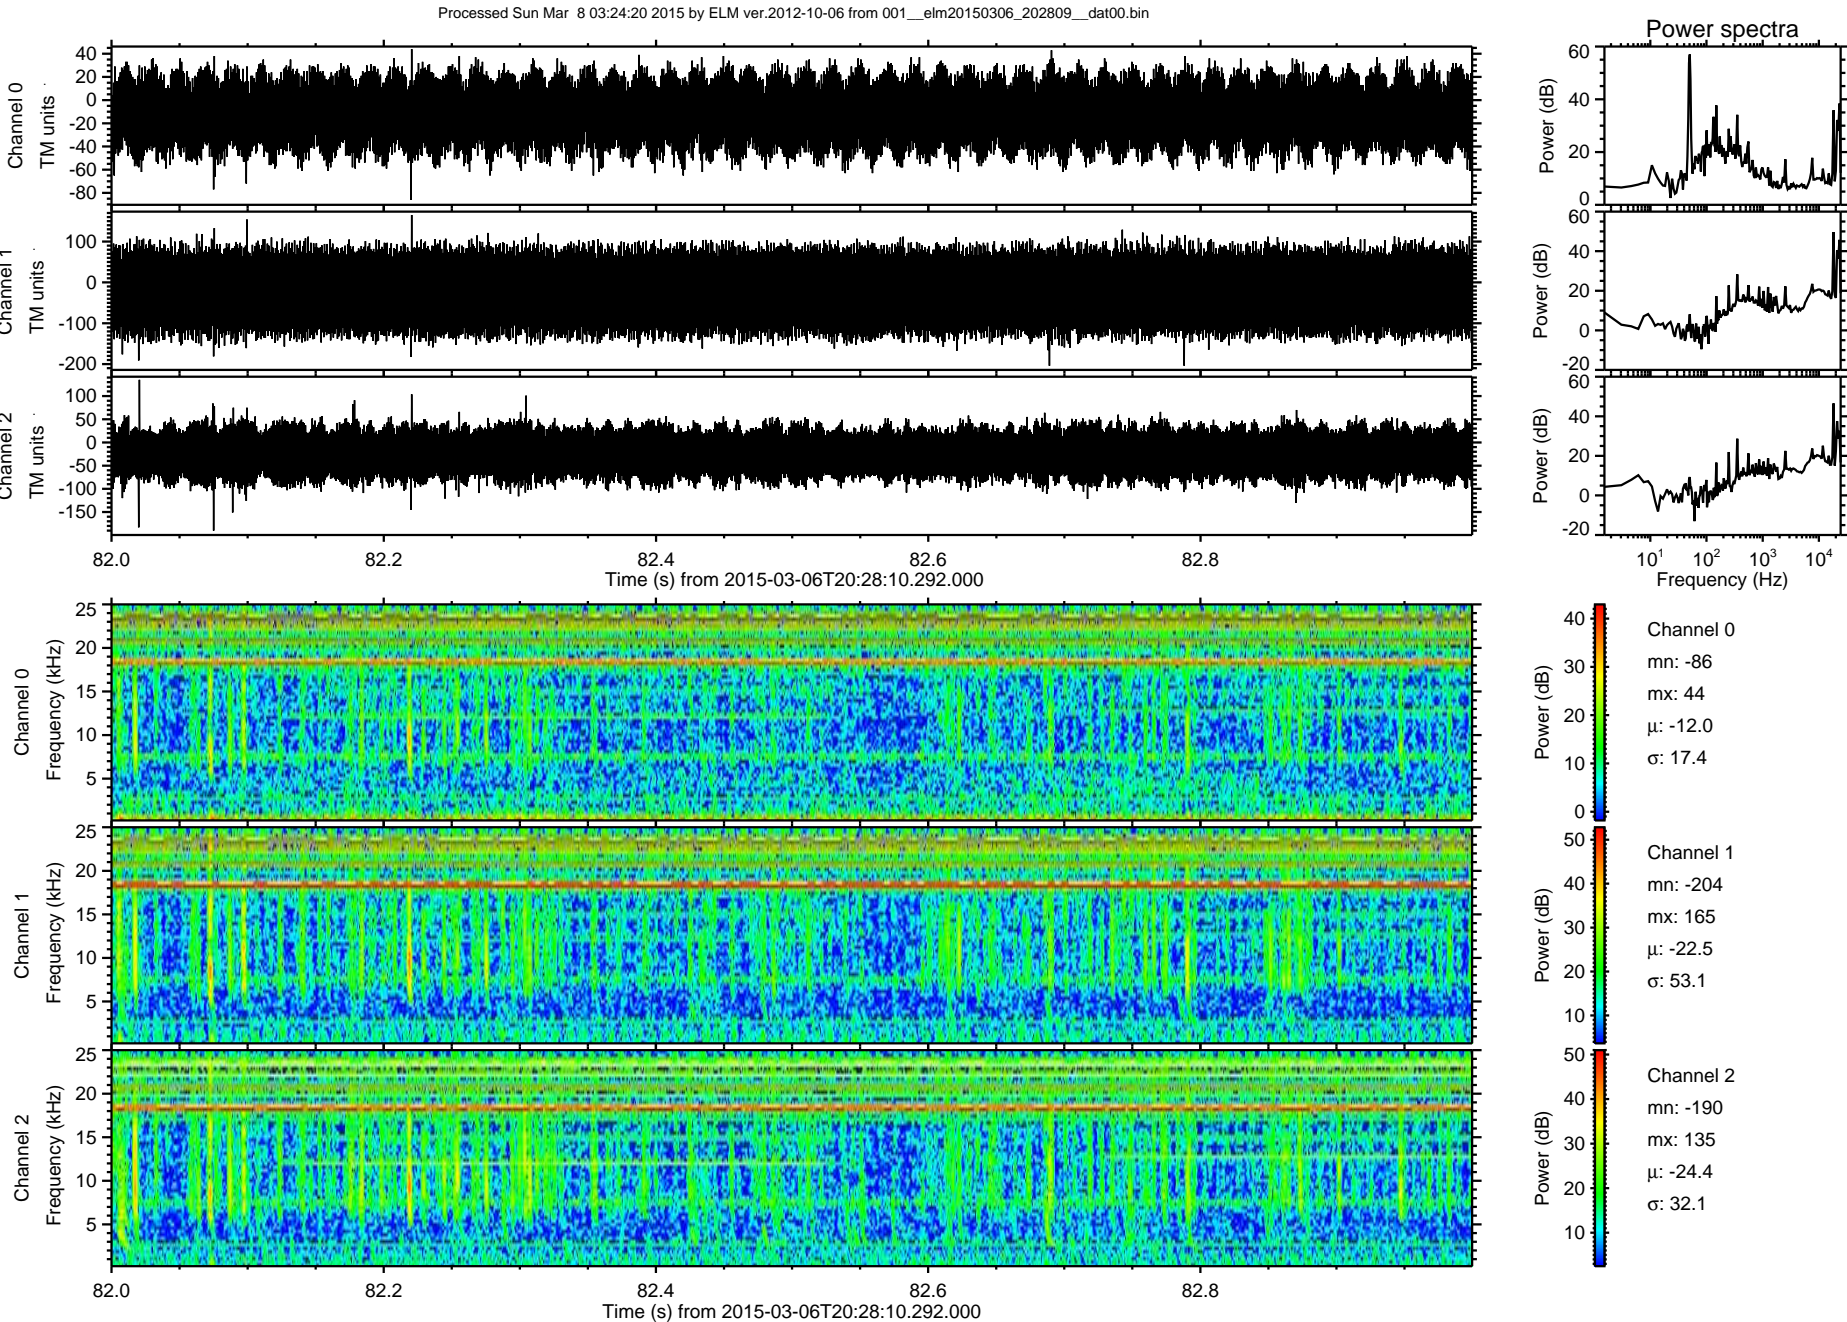 Processed Sun Mar  8 03:24:20 2015 by ELM ver.2012-10-06 from 001__elm20150306_202809__dat00.bin
Power spectra
Channel 0
TM units
40
20
0
-20
-40
-60
-80
Power (dB)
60
40
20
0
Channel 1
TM units
100
0
-100
-200
Power (dB)
60
40
20
0
-20
Channel 2
TM units
100
50
0
-50
-100
-150
Power (dB)
60
40
20
0
-20
82.0 82.2 82.4 82.6 82.8
Time (s) from 2015-03-06T20:28:10.292.000
10^1 10^2 10^3 10^4
Frequency (Hz)
Channel 0
Frequency (kHz)
25
20
15
10
5
Power (dB)
40
30
20
10
0
Channel 0
mn: -86
mx: 44
μ: -12.0
σ: 17.4
Channel 1
Frequency (kHz)
25
20
15
10
5
Power (dB)
50
40
30
20
10
Channel 1
mn: -204
mx: 165
μ: -22.5
σ: 53.1
Channel 2
Frequency (kHz)
25
20
15
10
5
Power (dB)
50
40
30
20
10
Channel 2
mn: -190
mx: 135
μ: -24.4
σ: 32.1
82.0 82.2 82.4 82.6 82.8
Time (s) from 2015-03-06T20:28:10.292.000